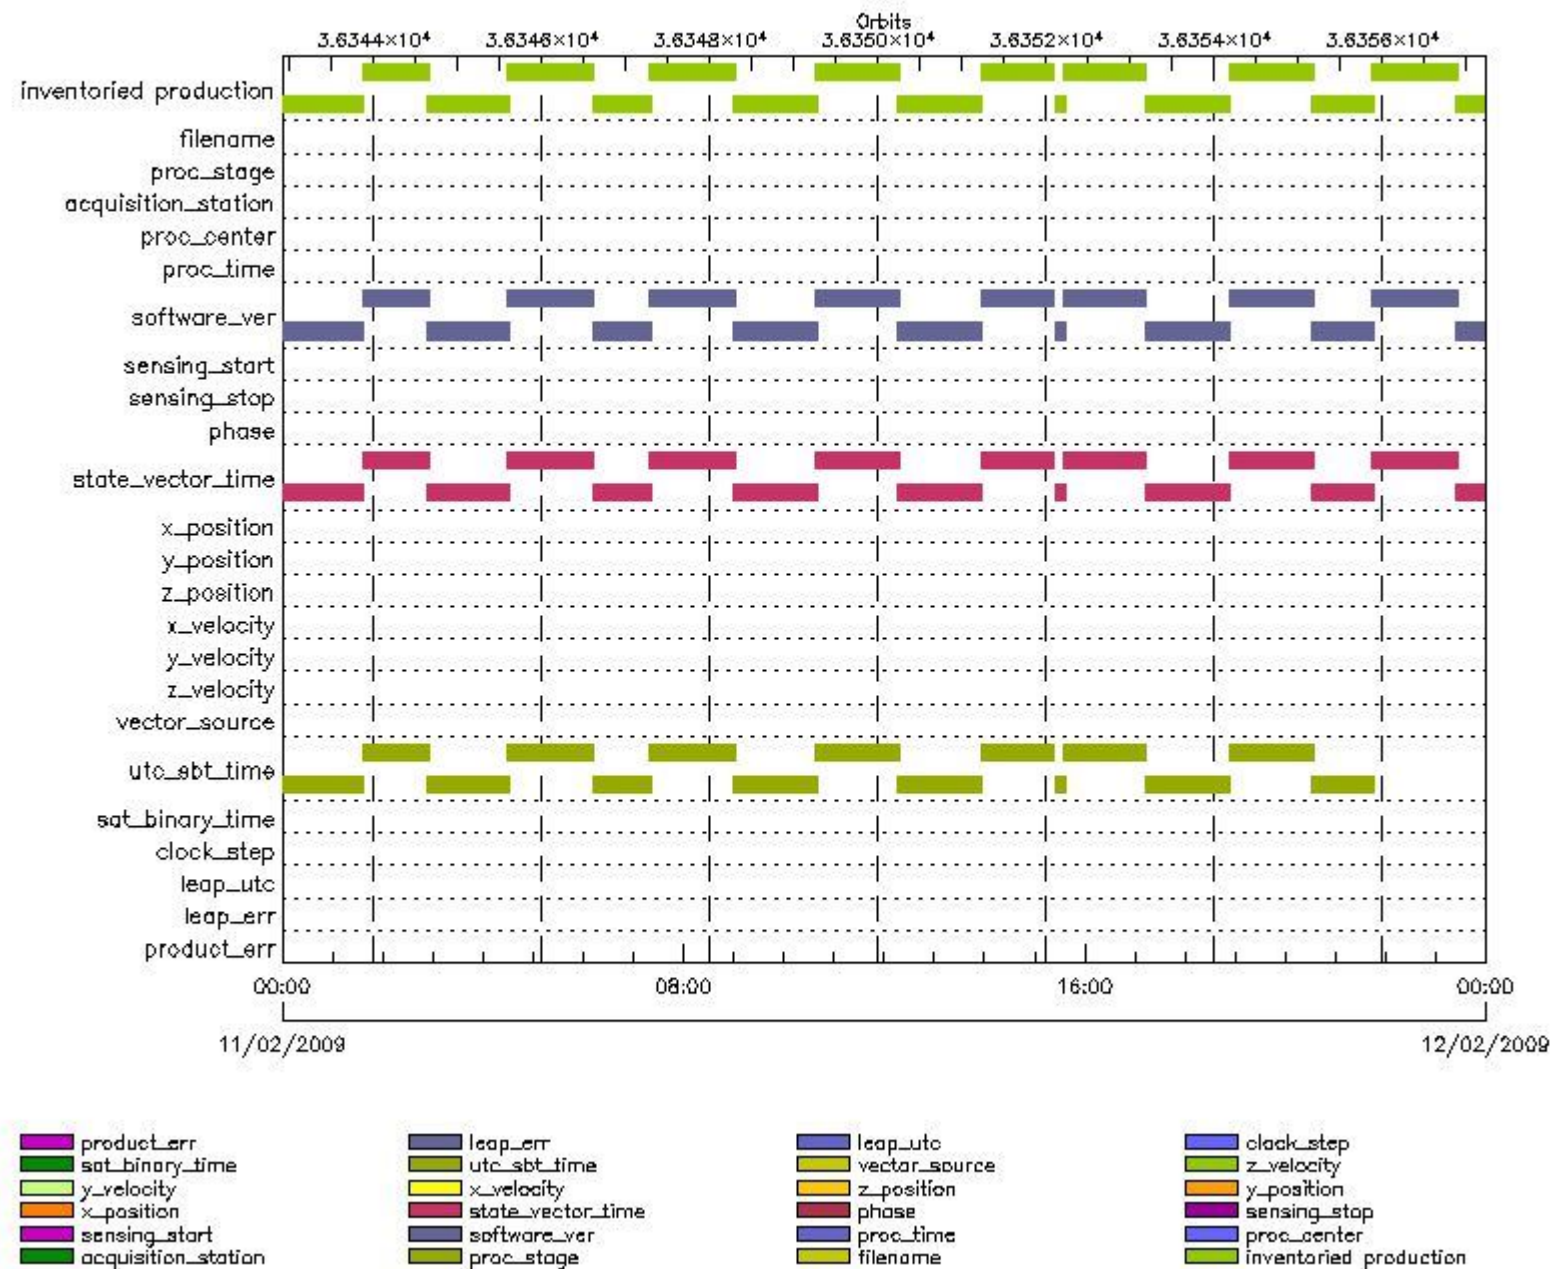 Orbits
3.6344×10⁴ 3.6346×10⁴ 3.6348×10⁴ 3.6350×10⁴ 3.6352×10⁴ 3.6354×10⁴ 3.6356×10⁴
inventoried production
filename
proc_stage
acquisition_station
proc_center
proc_time
software_ver
sensing_start
sensing_stop
phase
state_vector_time
x_position
y_position
z_position
x_velocity
y_velocity
z_velocity
vector_source
utc_sbt_time
sat_binary_time
clock_step
leap_utc
leap_err
product_err
00:00 08:00 16:00 00:00
11/02/2009 12/02/2009
product_err leap_err leap_utc clock_step
sat_binary_time utc_sbt_time vector_source z_velocity
y_velocity x_velocity z_position y_position
x_position state_vector_time phase sensing_stop
sensing_start software_ver proc_time proc_center
acquisition_station proc_stage filename inventoried production